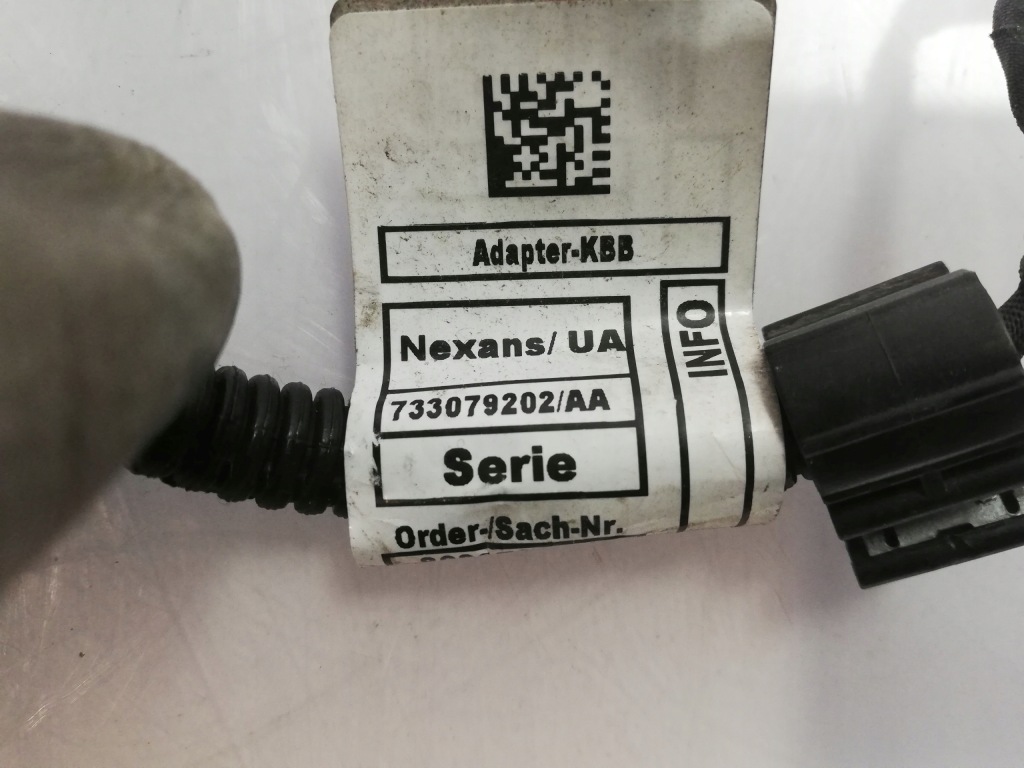 Adapter-KBB
Nexans/ UA
733079202/AA
Serie
INFO
Order-/Sach-Nr.